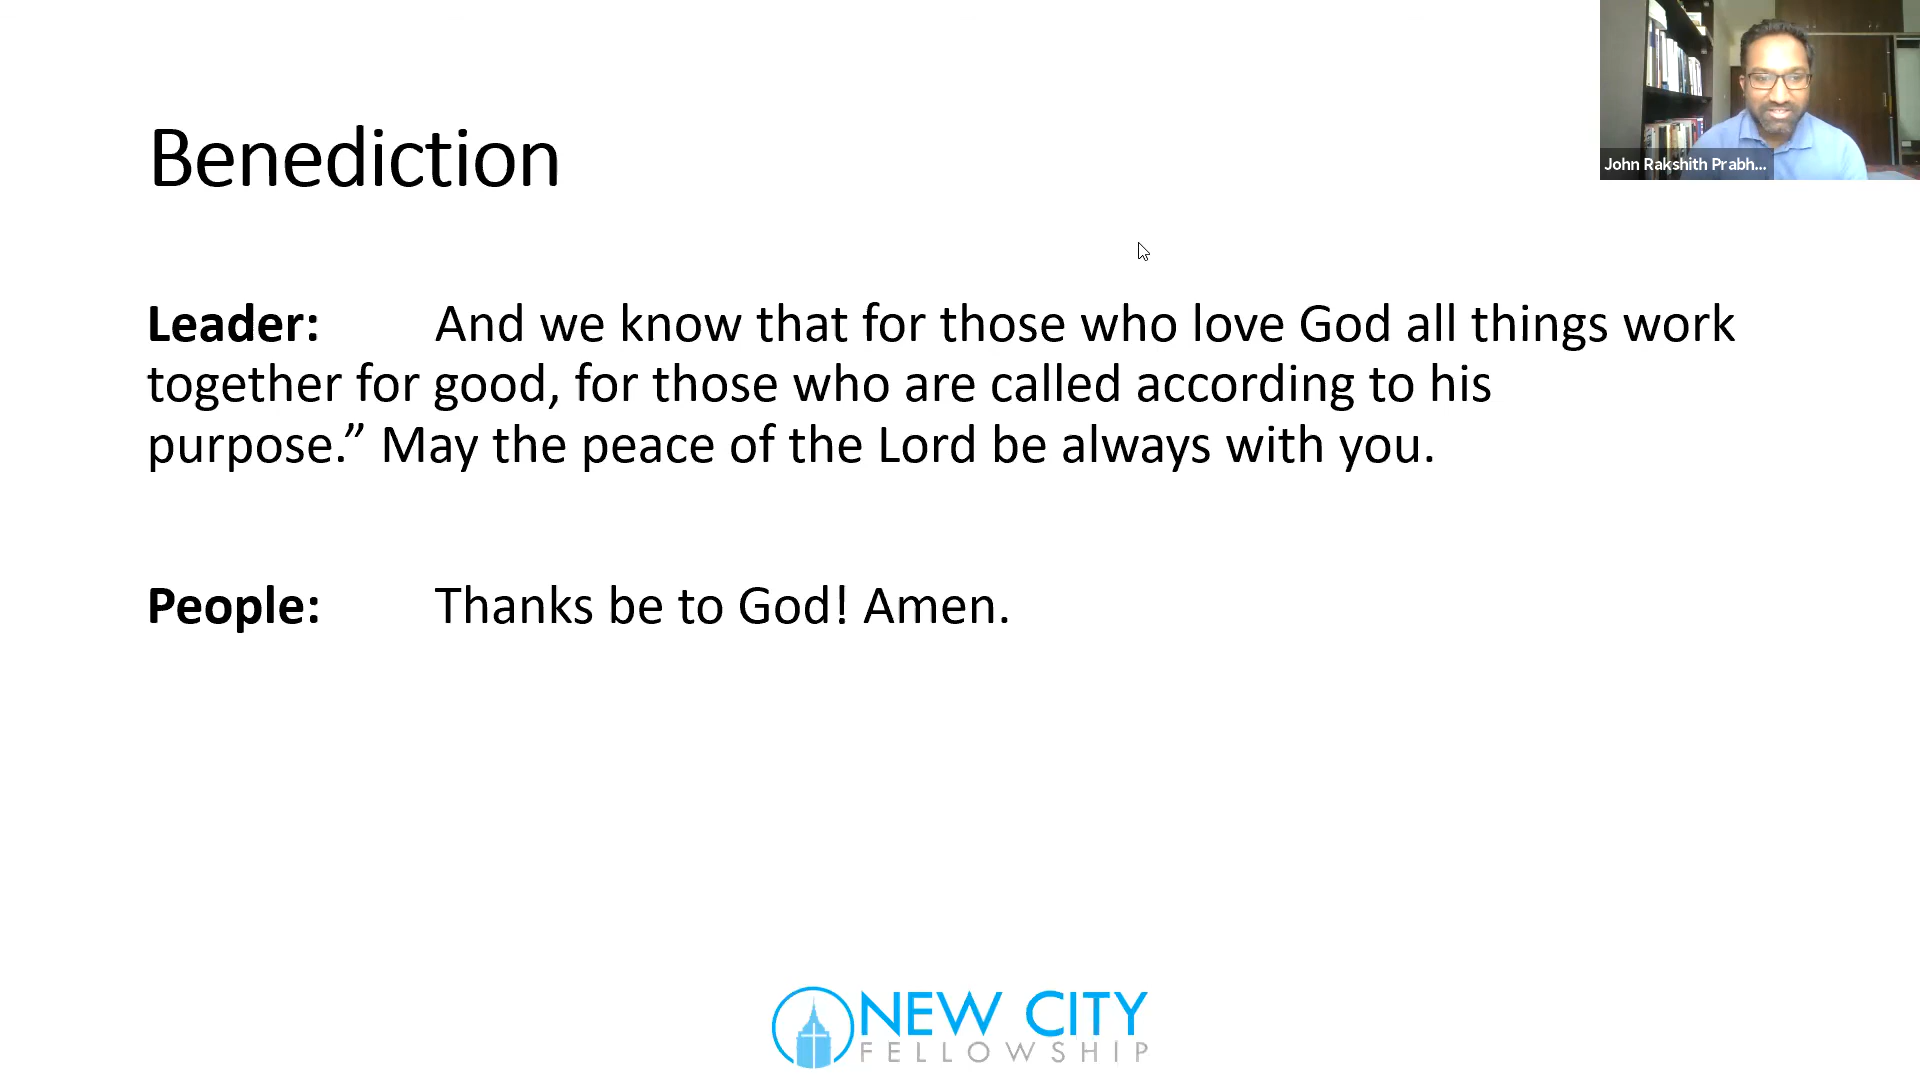 Benediction
John Rakshith Prabh...
Leader: And we know that for those who love God all things work
together for good, for those who are called according to his
purpose.” May the peace of the Lord be always with you.
People: Thanks be to God! Amen.
NEW CITY
FELLOWSHIP